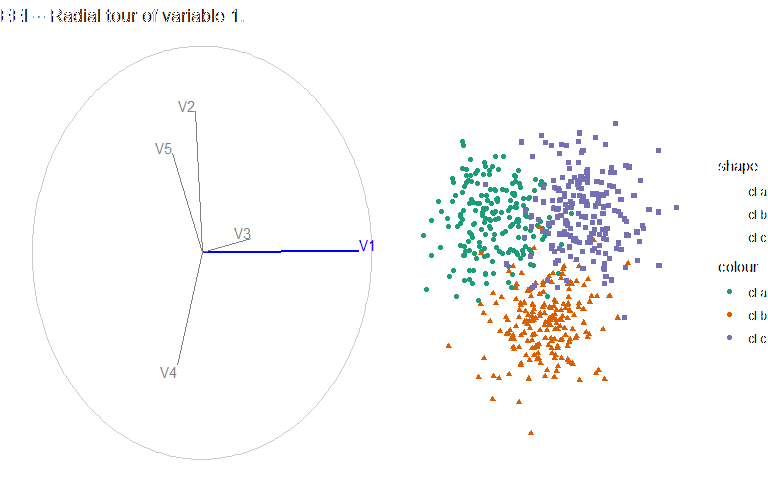 Radial tour of variable 1.
V2
V5
V3
V1
V4
shape
cl a
cl b
cl c
colour
cl a
cl b
cl c